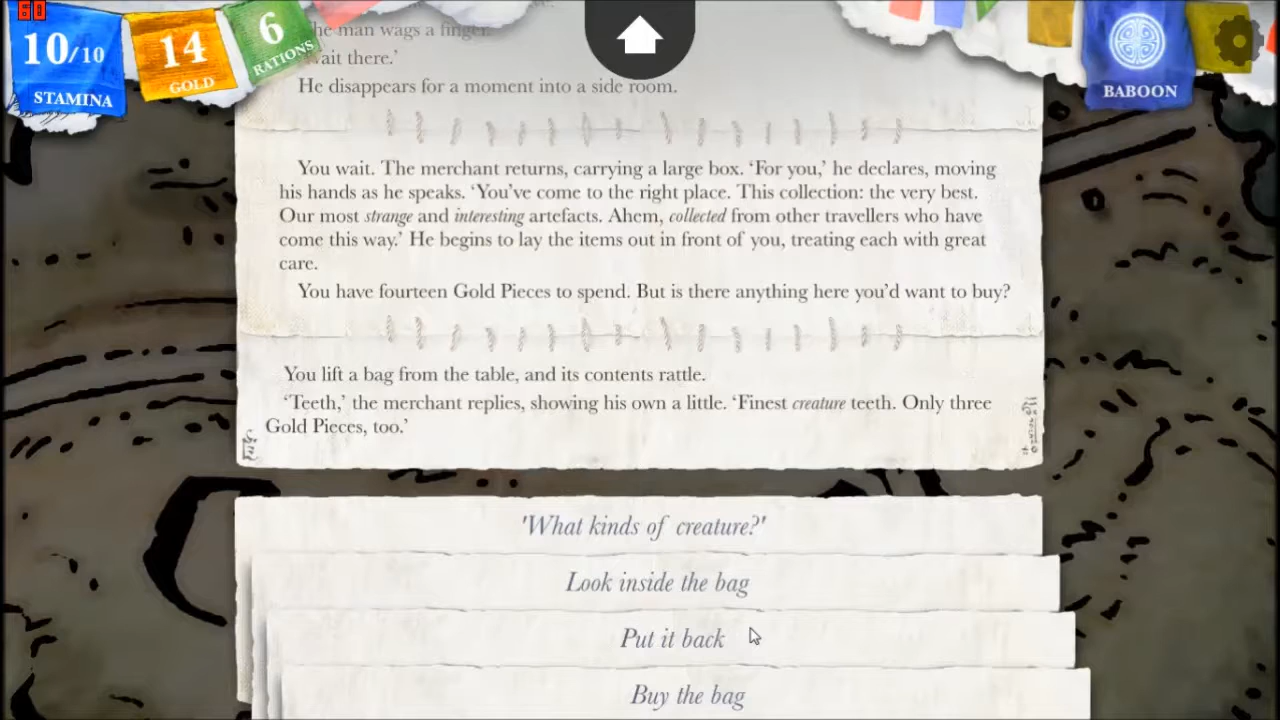 60
10/10
STAMINA
14
GOLD
6
RATIONS
BABOON
he man wags a finger.
ait there.’
He disappears for a moment into a side room.
You wait. The merchant returns, carrying a large box. ‘For you,’ he declares, moving
his hands as he speaks. ‘You’ve come to the right place. This collection: the very best.
Our most strange and interesting artefacts. Ahem, collected from other travellers who have
come this way.’ He begins to lay the items out in front of you, treating each with great
care.
You have fourteen Gold Pieces to spend. But is there anything here you’d want to buy?
You lift a bag from the table, and its contents rattle.
‘Teeth,’ the merchant replies, showing his own a little. ‘Finest creature teeth. Only three
Gold Pieces, too.’
'What kinds of creature?'
Look inside the bag
Put it back
Buy the bag